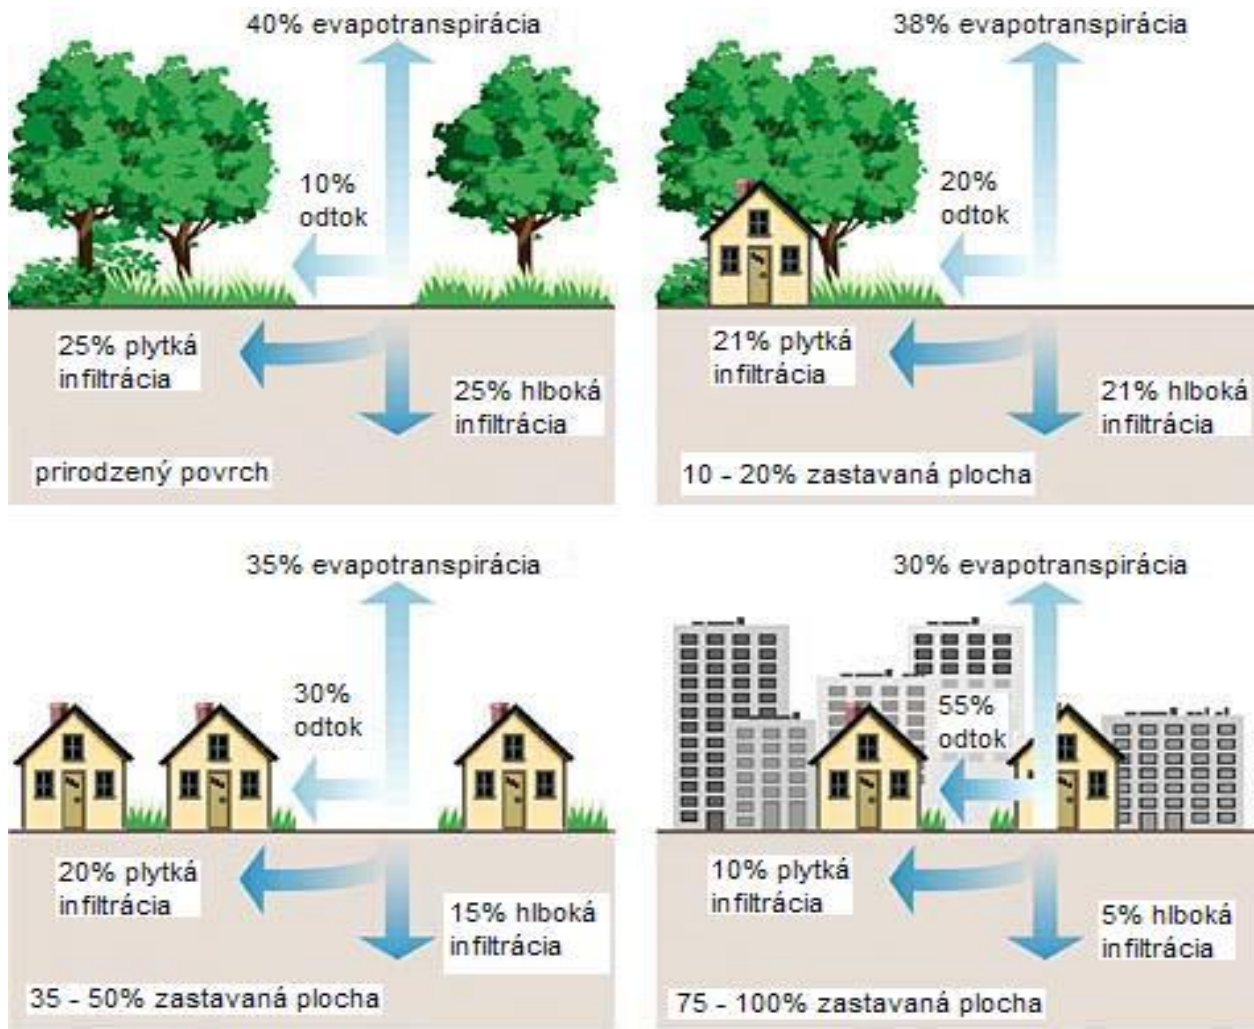 40% evapotranspirácia
10%
odtok
25% plytká
infiltrácia
25% hlboká
infiltrácia
prirodzený povrch
38% evapotranspirácia
20%
odtok
21% plytká
infiltrácia
21% hlboká
infiltrácia
10 - 20% zastavaná plocha
35% evapotranspirácia
30%
odtok
20% plytká
infiltrácia
15% hlboká
infiltrácia
35 - 50% zastavaná plocha
30% evapotranspirácia
55%
odtok
10% plytká
infiltrácia
5% hlboká
infiltrácia
75 - 100% zastavaná plocha